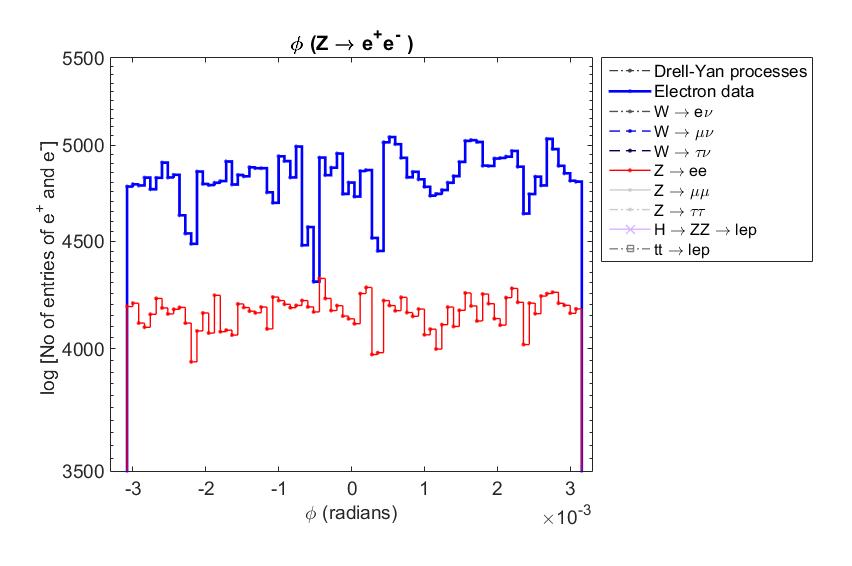 ϕ (Z → e⁺e⁻ )
5500
5000
4500
4000
3500
log [No of entries of e⁺ and e⁻]
-3 -2 -1 0 1 2 3
ϕ (radians)
×10⁻³
Drell-Yan processes
Electron data
W → eν
W → μν
W → τν
Z → ee
Z → μμ
Z → ττ
H → ZZ → lep
tt → lep